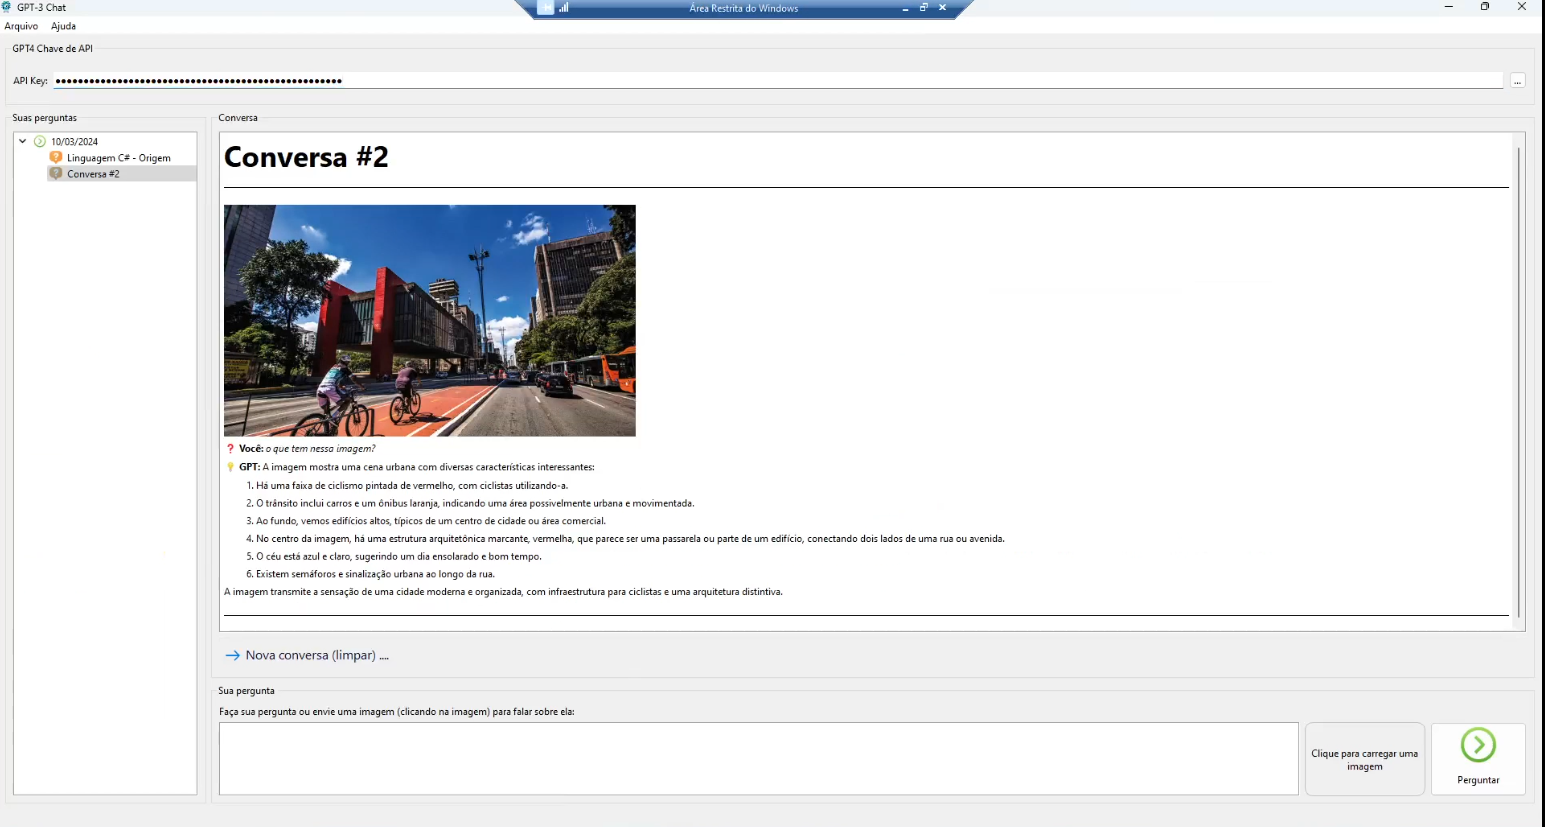 GPT-3 Chat
Área Restrita do Windows
Arquivo Ajuda
GPT4 Chave de API
API Key: ●●●●●●●●●●●●●●●●●●●●●●●●●●●●●●●●●●●●●●●●●●●●●●●●●●● ...
Suas perguntas
10/03/2024
Linguagem C# - Origem
Conversa #2
Conversa
Conversa #2
Você: o que tem nessa imagem?
GPT: A imagem mostra uma cena urbana com diversas características interessantes:
1. Há uma faixa de ciclismo pintada de vermelho, com ciclistas utilizando-a.
2. O trânsito inclui carros e um ônibus laranja, indicando uma área possivelmente urbana e movimentada.
3. Ao fundo, vemos edifícios altos, típicos de um centro de cidade ou área comercial.
4. No centro da imagem, há uma estrutura arquitetônica marcante, vermelha, que parece ser uma passarela ou parte de um edifício, conectando dois lados de uma rua ou avenida.
5. O céu está azul e claro, sugerindo um dia ensolarado e bom tempo.
6. Existem semáforos e sinalização urbana ao longo da rua.
A imagem transmite a sensação de uma cidade moderna e organizada, com infraestrutura para ciclistas e uma arquitetura distintiva.
Nova conversa (limpar) ....
Sua pergunta
Faça sua pergunta ou envie uma imagem (clicando na imagem) para falar sobre ela:
Clique para carregar uma
imagem
Perguntar